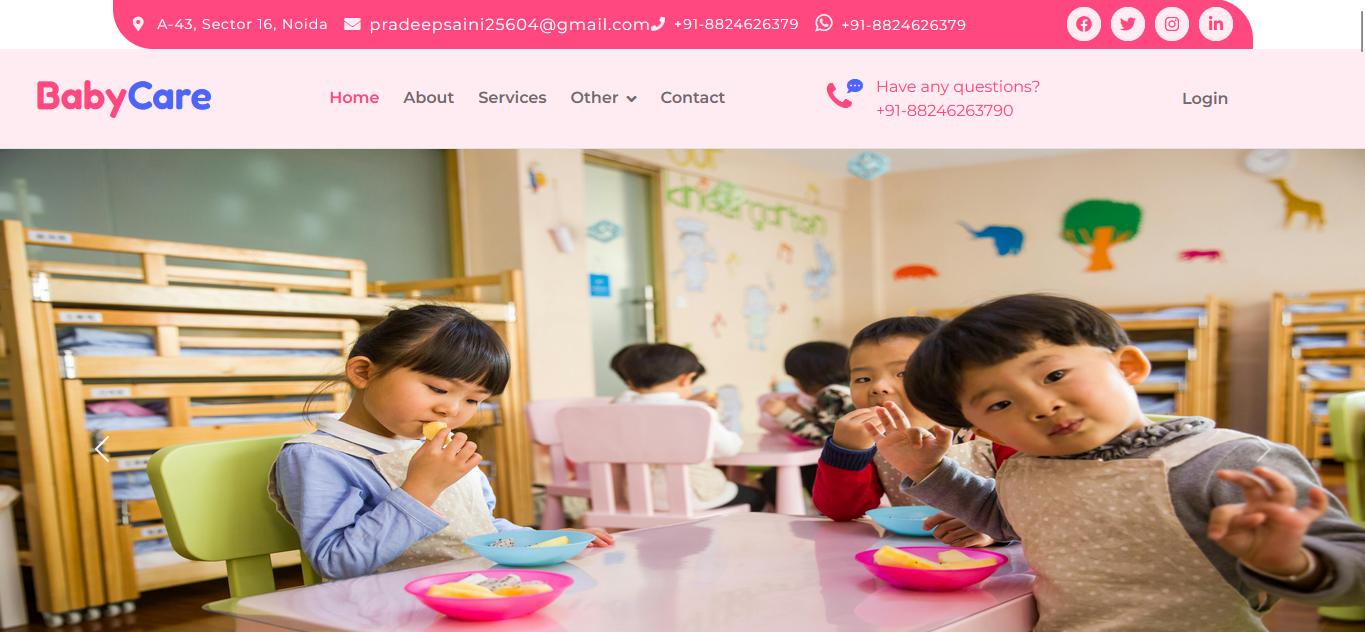 A-43, Sector 16, Noida pradeepsaini25604@gmail.com +91-8824626379 +91-8824626379
BabyCare
Home About Services Other Contact
Have any questions?
+91-88246263790
Login
OUR
kindergarten